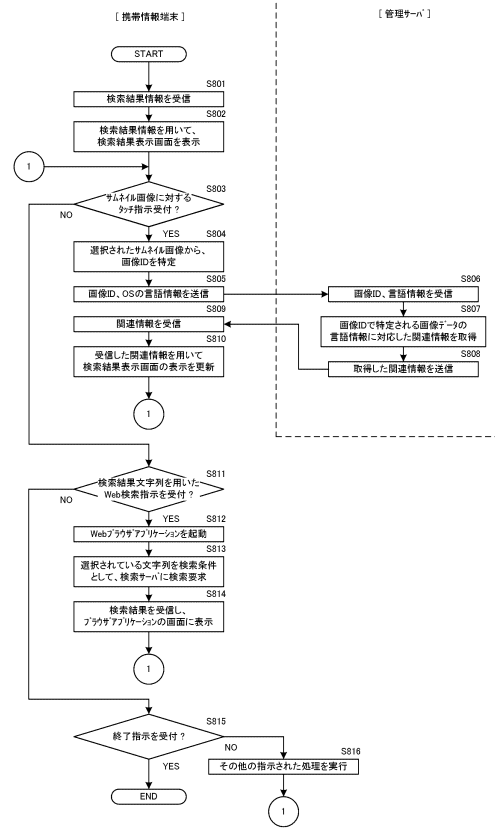 [ 携帯情報端末 ]
[ 管理サーバ ]
START
S801
検索結果情報を受信
S802
検索結果情報を用いて、
検索結果表示画面を表示
1
S803
サムネイル画像に対する
タッチ指示受付？
NO
YES
S804
選択されたサムネイル画像から、
画像IDを特定
S805
画像ID、OSの言語情報を送信
S806
画像ID、言語情報を受信
S807
画像IDで特定される画像データの
言語情報に対応した関連情報を取得
S808
取得した関連情報を送信
S809
関連情報を受信
S810
受信した関連情報を用いて
検索結果表示画面の表示を更新
1
S811
検索結果文字列を用いた
Web検索指示を受付？
NO
YES
S812
Webブラウザアプリケーションを起動
S813
選択されている文字列を検索条件
として、検索サーバに検索要求
S814
検索結果を受信し、
ブラウザアプリケーションの画面に表示
1
S815
終了指示を受付？
NO
YES
S816
その他の指示された処理を実行
END
1